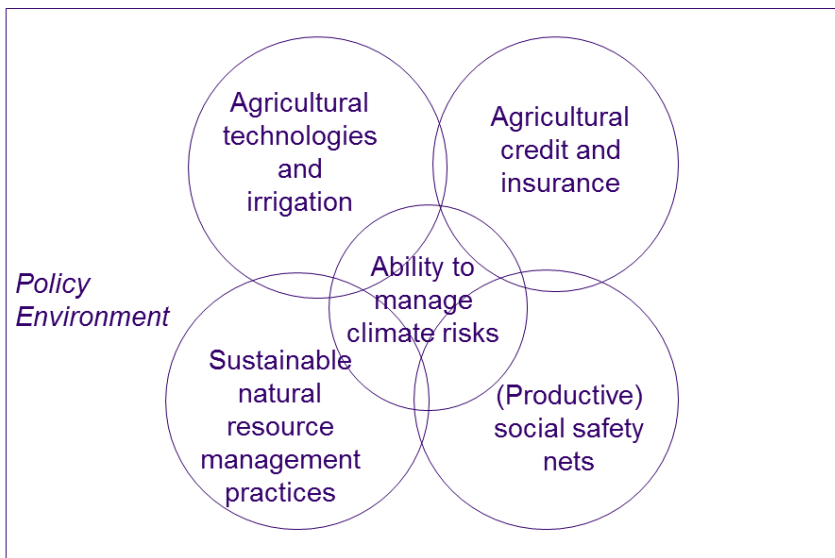 Agricultural
technologies
and
irrigation
Agricultural
credit and
insurance
Ability to
manage
climate risks
Policy
Environment
Sustainable
natural
resource
management
practices
(Productive)
social safety
nets